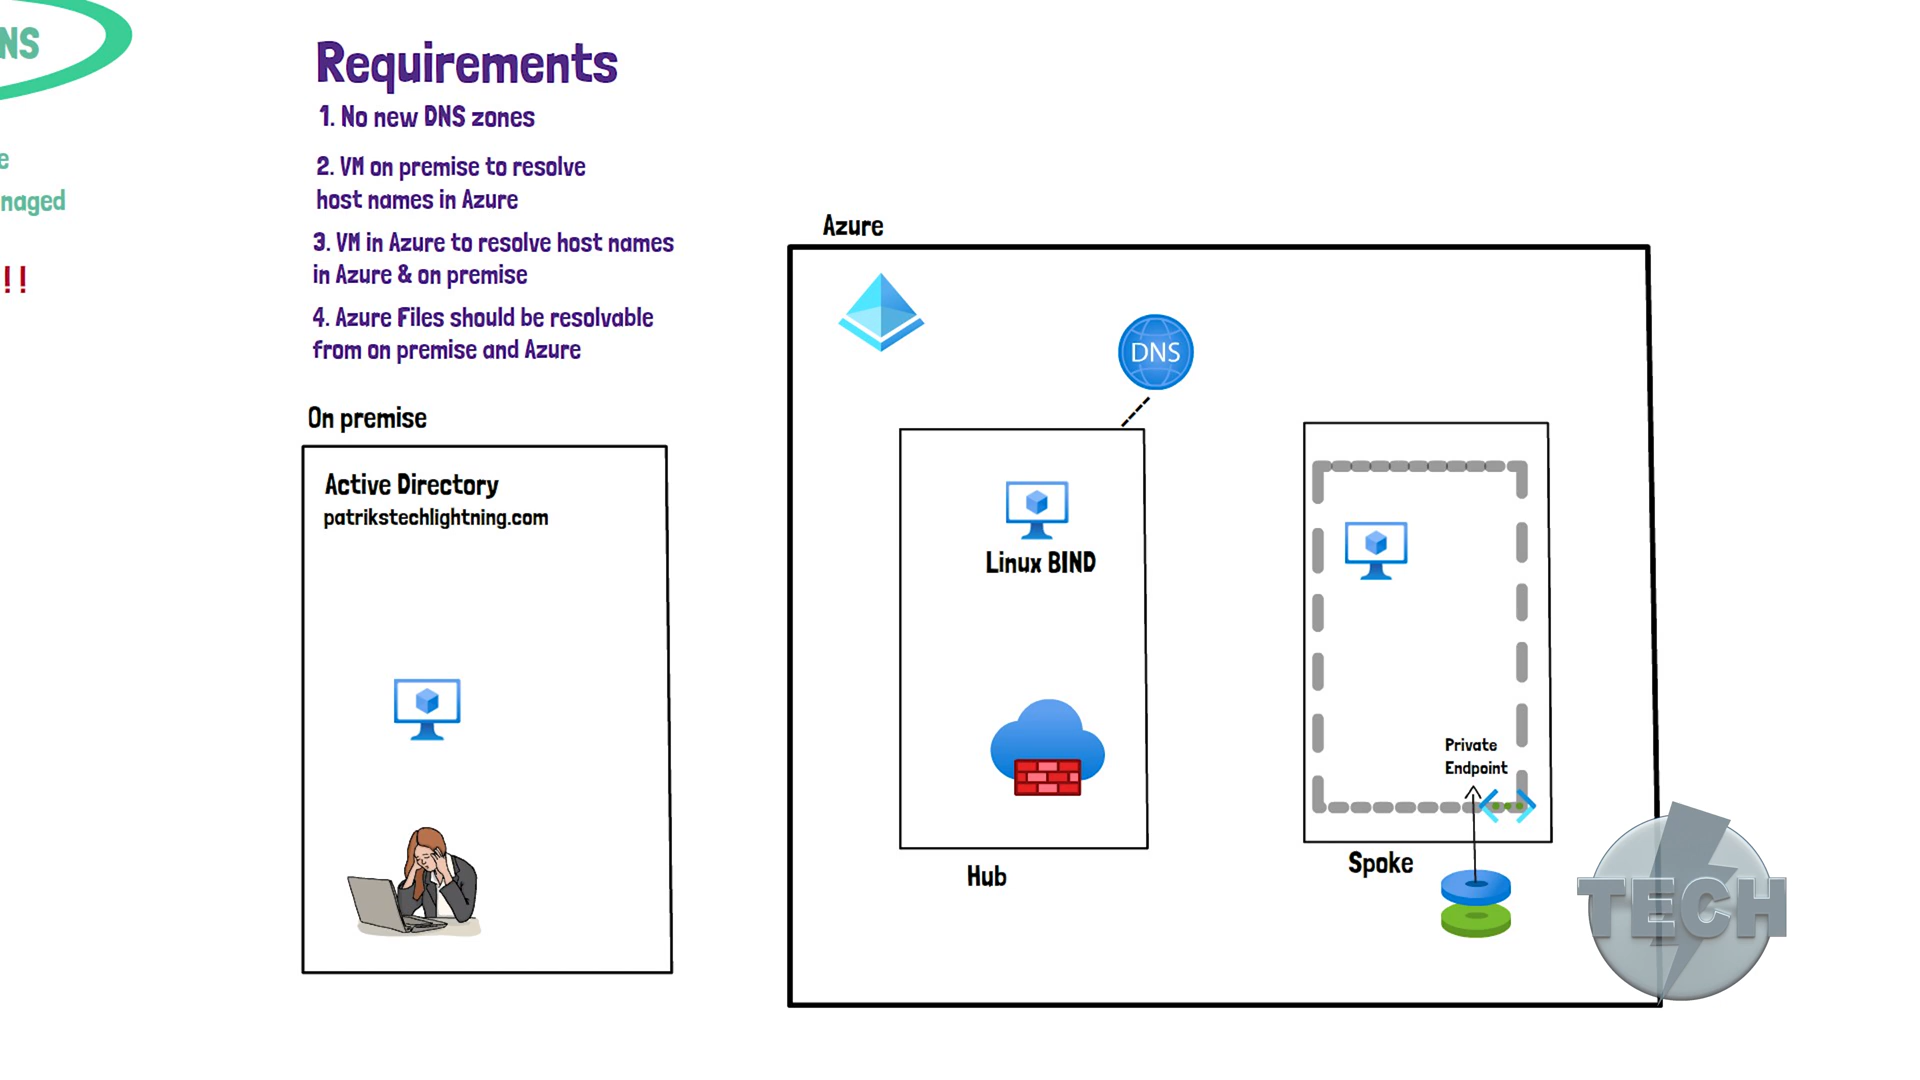 NS
e
naged
!!
Requirements
1. No new DNS zones
2. VM on premise to resolve
host names in Azure
3. VM in Azure to resolve host names
in Azure & on premise
4. Azure Files should be resolvable
from on premise and Azure
On premise
Active Directory
patrikstechlightning.com
Azure
DNS
Linux BIND
Hub
Private
Endpoint
Spoke
TECH